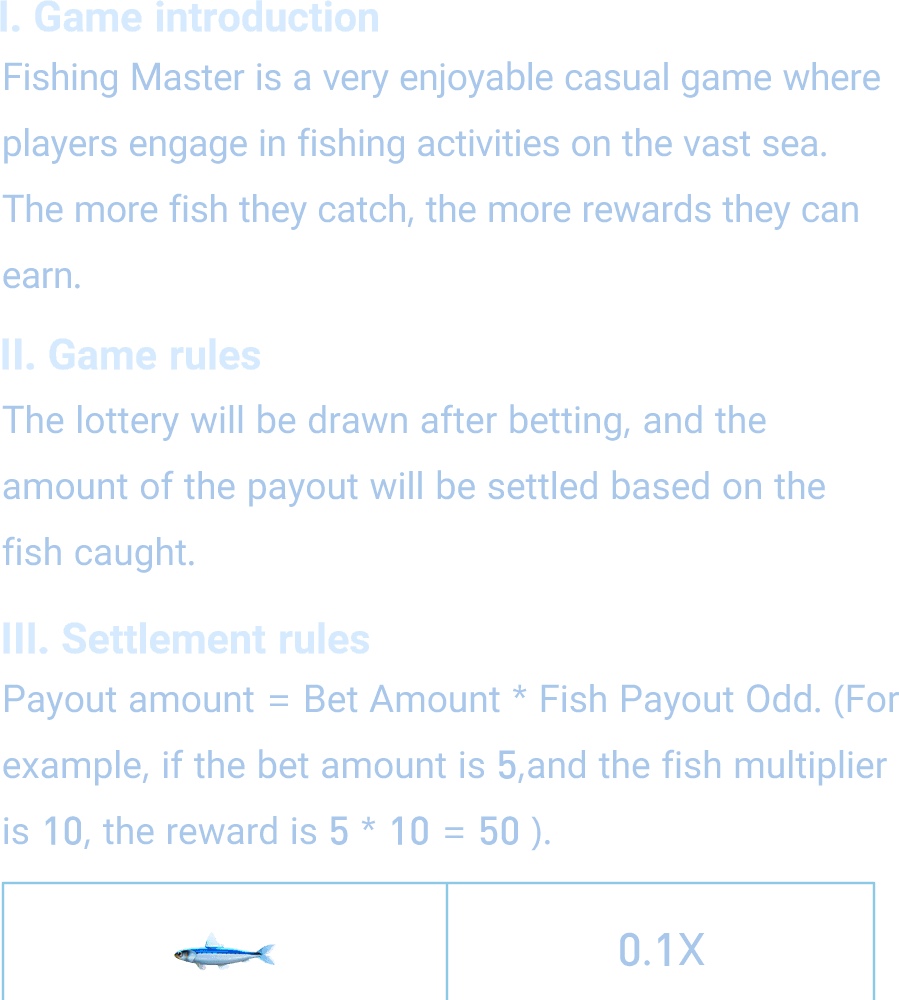 I. Game introduction
Fishing Master is a very enjoyable casual game where
players engage in fishing activities on the vast sea.
The more fish they catch, the more rewards they can
earn.
II. Game rules
The lottery will be drawn after betting, and the
amount of the payout will be settled based on the
fish caught.
III. Settlement rules
Payout amount = Bet Amount * Fish Payout Odd. (For
example, if the bet amount is 5,and the fish multiplier
is 10, the reward is 5 * 10 = 50 ).
0.1X